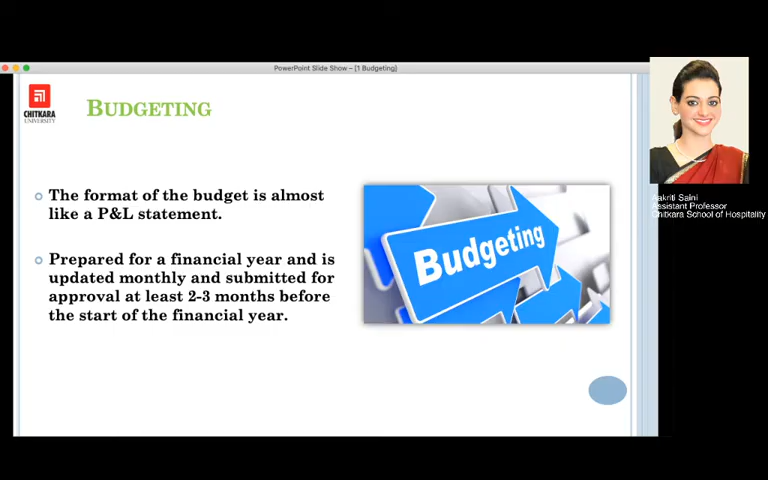 PowerPoint Slide Show – [1 Budgeting]
CHITKARA
UNIVERSITY
BUDGETING
The format of the budget is almost
like a P&L statement.
Prepared for a financial year and is
updated monthly and submitted for
approval at least 2-3 months before
the start of the financial year.
Budgeting
Aakriti Saini
Assistant Professor
Chitkara School of Hospitality